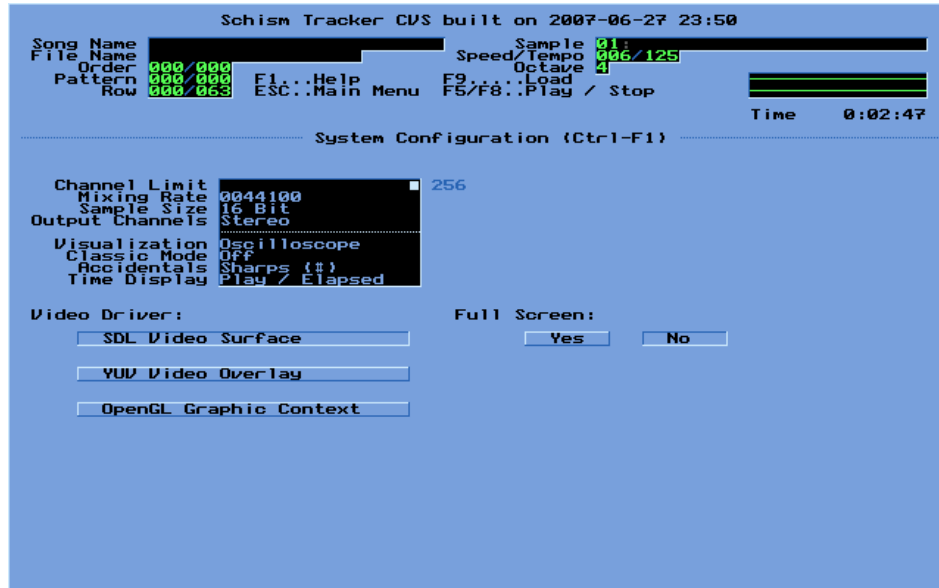 Schism Tracker CVS built on 2007-06-27 23:50
Song Name Sample 01:
File Name Speed/Tempo 006/125
Order 000/000 Octave 4
Pattern 000/000 F1...Help F9.....Load
Row 000/063 ESC..Main Menu F5/F8..Play / Stop
Time 0:02:47
System Configuration (Ctrl-F1)
Channel Limit 256
Mixing Rate 0044100
Sample Size 16 Bit
Output Channels Stereo
Visualization Oscilloscope
Classic Mode Off
Accidentals Sharps (#)
Time Display Play / Elapsed
Video Driver: Full Screen:
SDL Video Surface Yes No
YUV Video Overlay
OpenGL Graphic Context